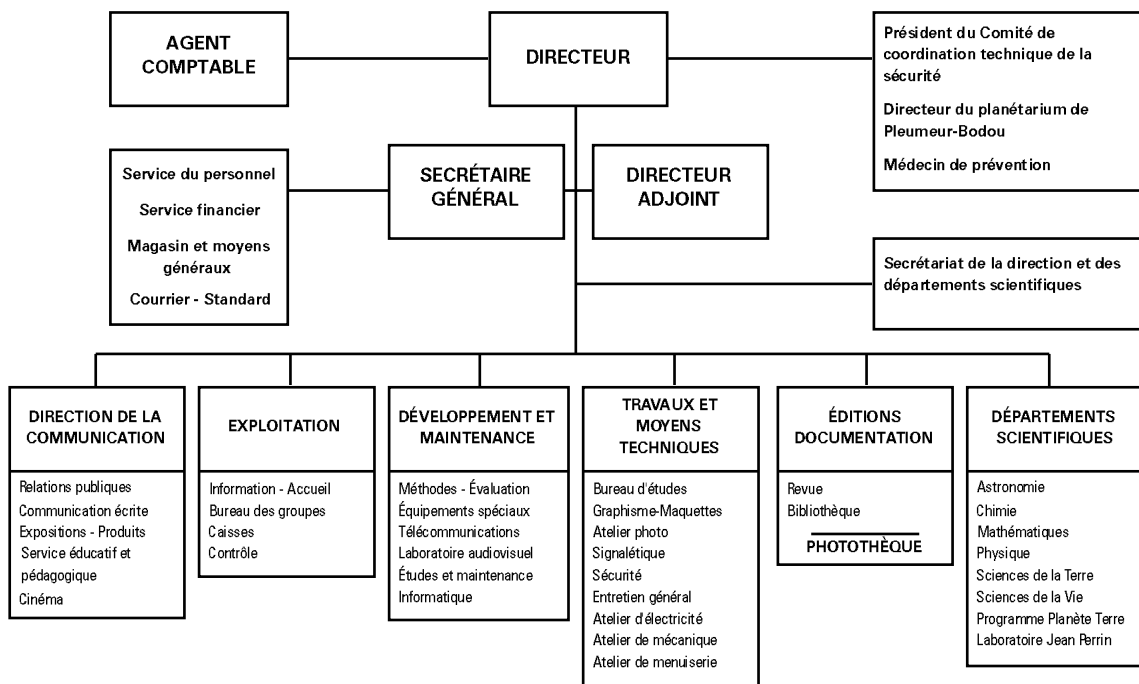 AGENT
COMPTABLE
DIRECTEUR
Président du Comité de
coordination technique de la
sécurité
Directeur du planétarium de
Pleumeur-Bodou
Médecin de prévention
Service du personnel
Service financier
Magasin et moyens
généraux
Courrier - Standard
SECRÉTAIRE
GÉNÉRAL
DIRECTEUR
ADJOINT
Secrétariat de la direction et des
départements scientifiques
DIRECTION DE LA
COMMUNICATION
Relations publiques
Communication écrite
Expositions - Produits
Service éducatif et
pédagogique
Cinéma
EXPLOITATION
Information - Accueil
Bureau des groupes
Caisses
Contrôle
DÉVELOPPEMENT ET
MAINTENANCE
Méthodes - Évaluation
Équipements spéciaux
Télécommunications
Laboratoire audiovisuel
Études et maintenance
Informatique
TRAVAUX ET
MOYENS
TECHNIQUES
Bureau d'études
Graphisme-Maquettes
Atelier photo
Signalétique
Sécurité
Entretien général
Atelier d'électricité
Atelier de mécanique
Atelier de menuiserie
ÉDITIONS
DOCUMENTATION
Revue
Bibliothèque
PHOTOTHÈQUE
DÉPARTEMENTS
SCIENTIFIQUES
Astronomie
Chimie
Mathématiques
Physique
Sciences de la Terre
Sciences de la Vie
Programme Planète Terre
Laboratoire Jean Perrin